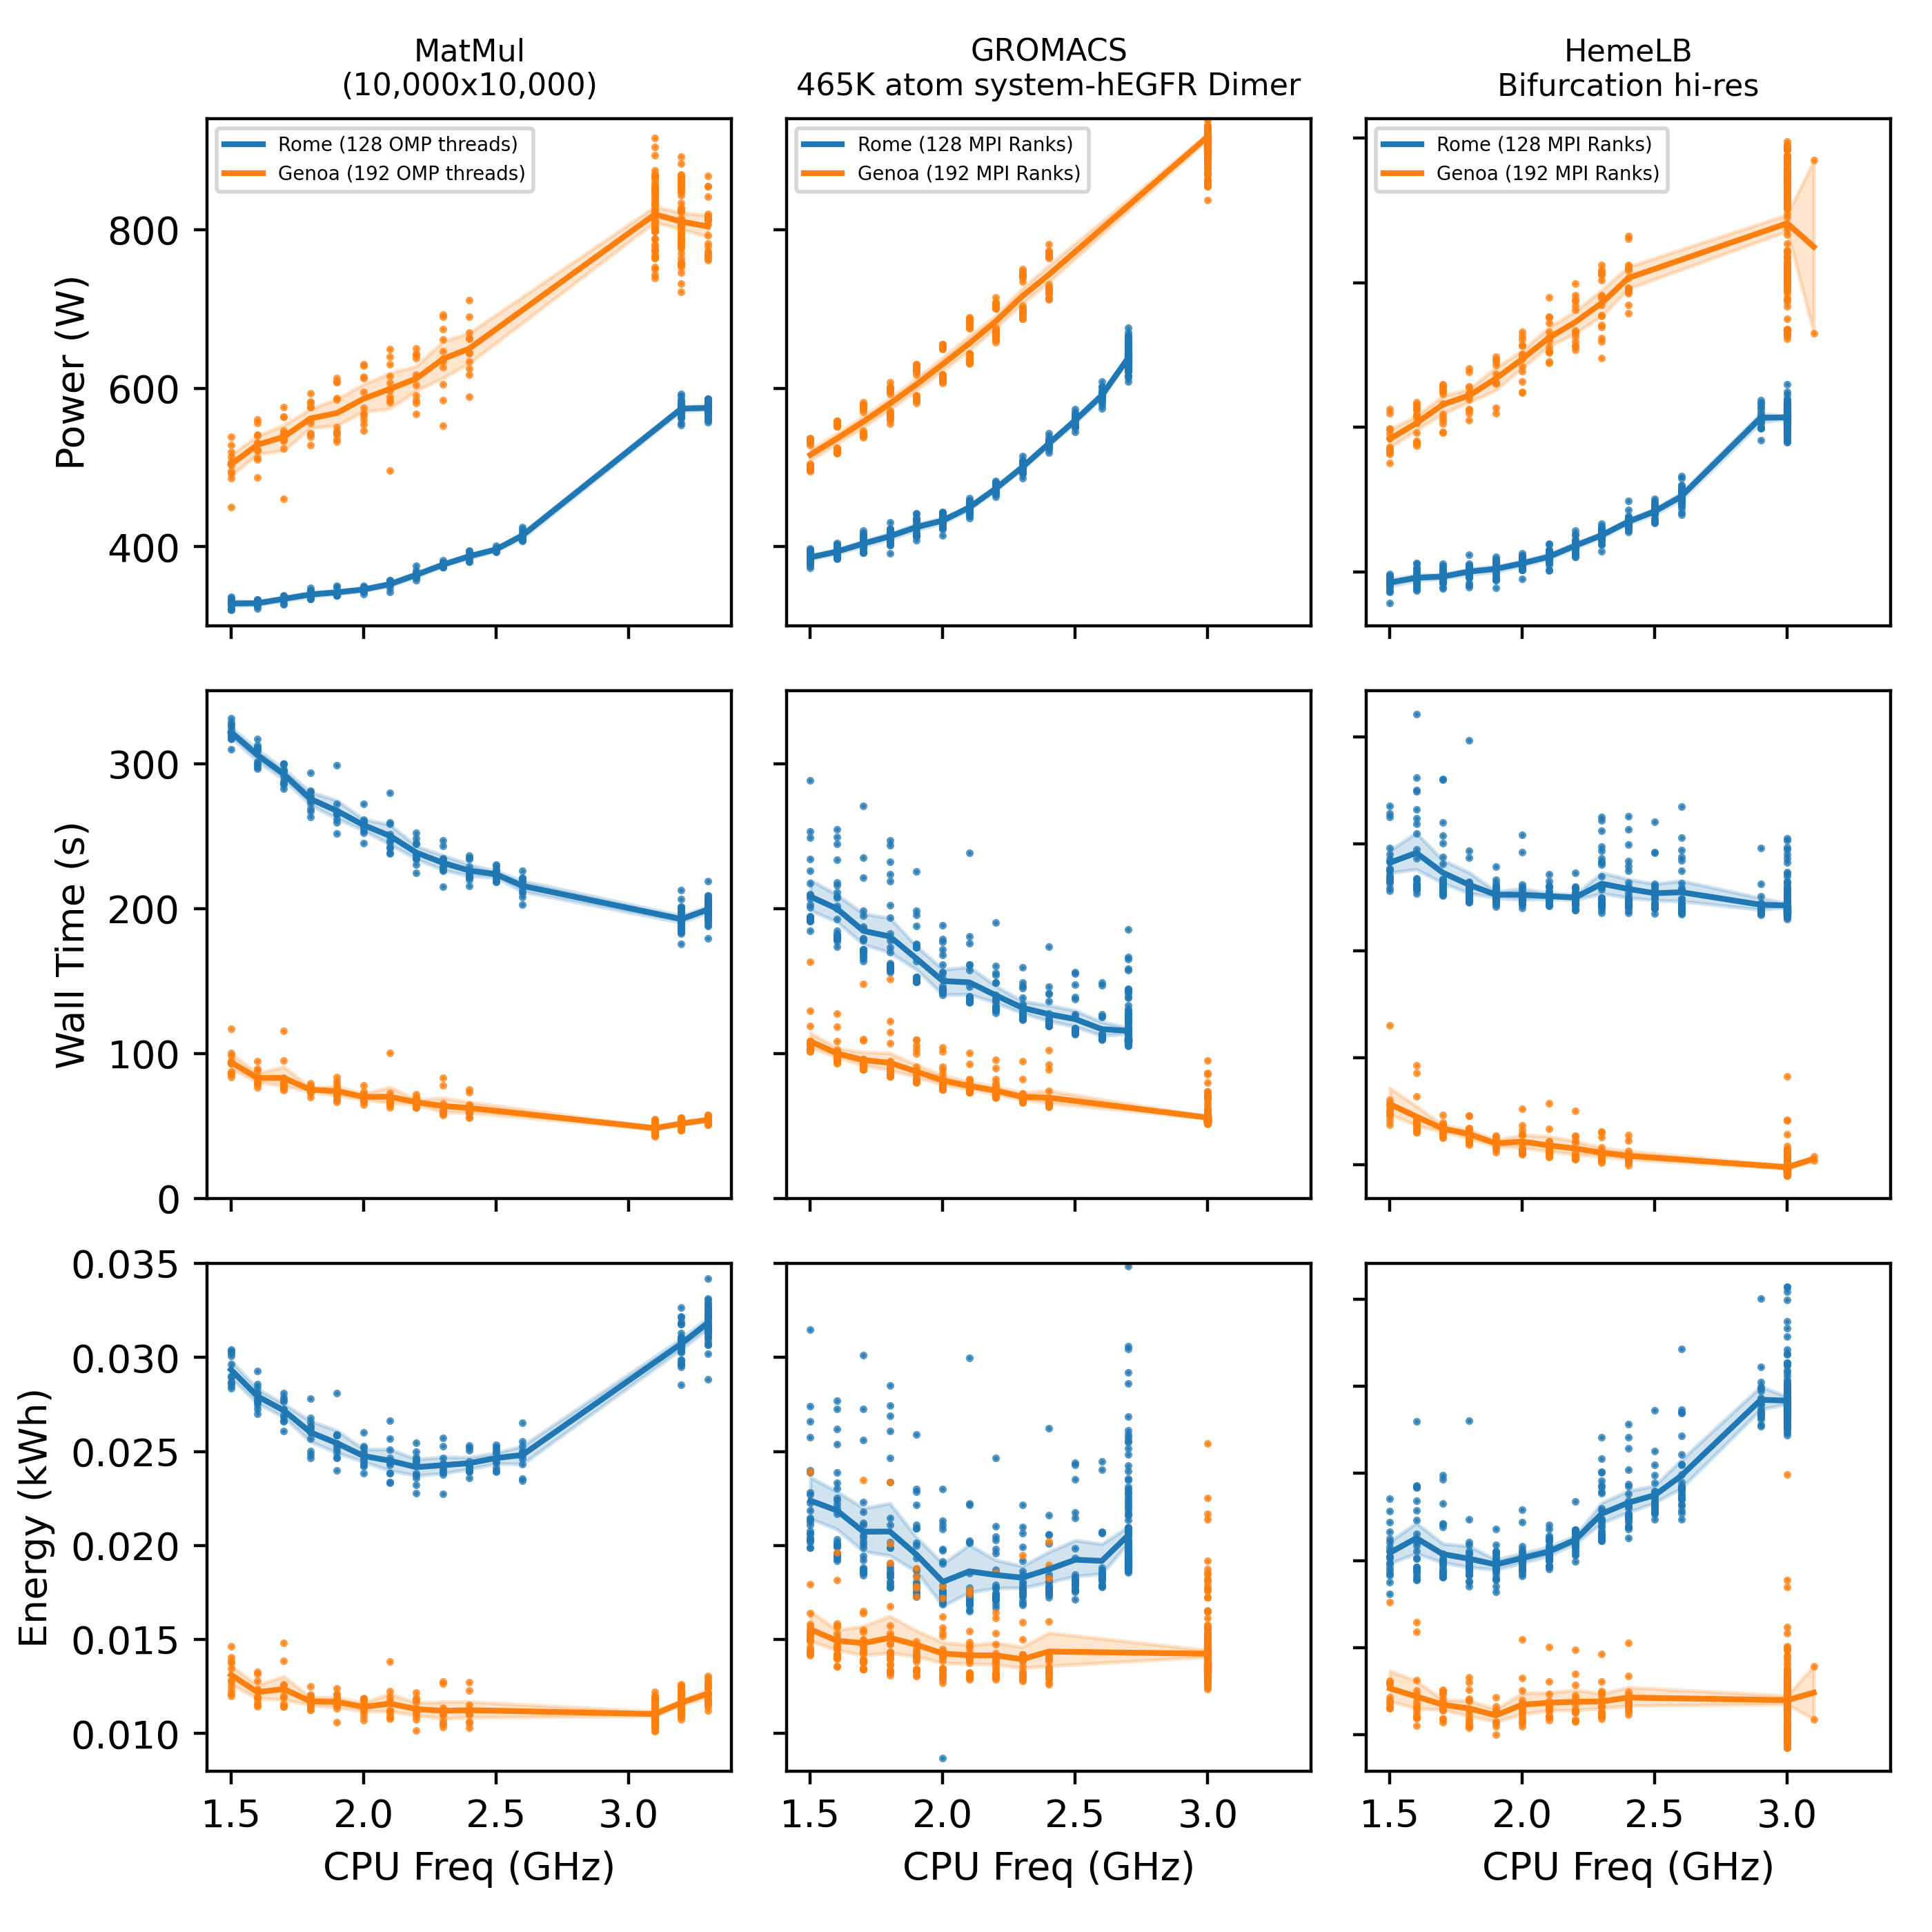 MatMul
(10,000x10,000)
GROMACS
465K atom system-hEGFR Dimer
HemeLB
Bifurcation hi-res
Rome (128 OMP threads)
Genoa (192 OMP threads)
Rome (128 MPI Ranks)
Genoa (192 MPI Ranks)
Rome (128 MPI Ranks)
Genoa (192 MPI Ranks)
Power (W)
800
600
400
Wall Time (s)
300
200
100
0
Energy (kWh)
0.035
0.030
0.025
0.020
0.015
0.010
1.5 2.0 2.5 3.0
1.5 2.0 2.5 3.0
1.5 2.0 2.5 3.0
CPU Freq (GHz)
CPU Freq (GHz)
CPU Freq (GHz)